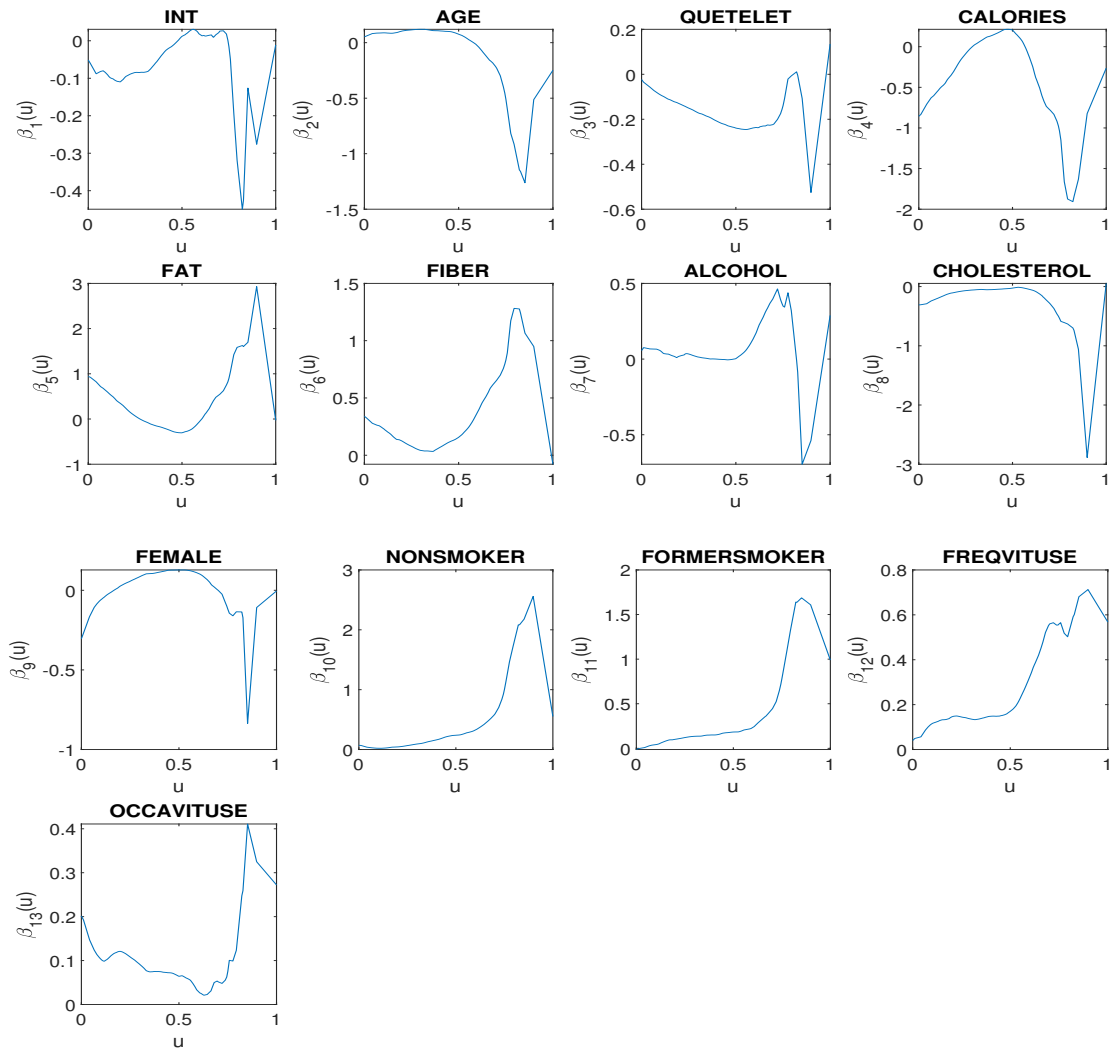 INT
0
-0.1
-0.2
-0.3
-0.4
β1(u)
0 0.5 1
u
AGE
0
-0.5
-1
-1.5
β2(u)
0 0.5 1
u
QUETELET
0.2
0
-0.2
-0.4
-0.6
β3(u)
0 0.5 1
u
CALORIES
0
-0.5
-1
-1.5
-2
β4(u)
0 0.5 1
u
FAT
3
2
1
0
-1
β5(u)
0 0.5 1
u
FIBER
1.5
1
0.5
0
β6(u)
0 0.5 1
u
ALCOHOL
0.5
0
-0.5
β7(u)
0 0.5 1
u
CHOLESTEROL
0
-1
-2
-3
β8(u)
0 0.5 1
u
FEMALE
0
-0.5
-1
β9(u)
0 0.5 1
u
NONSMOKER
3
2
1
0
β10(u)
0 0.5 1
u
FORMERSMOKER
2
1.5
1
0.5
0
β11(u)
0 0.5 1
u
FREQVITUSE
0.8
0.6
0.4
0.2
0
β12(u)
0 0.5 1
u
OCCAVITUSE
0.4
0.3
0.2
0.1
0
β13(u)
0 0.5 1
u